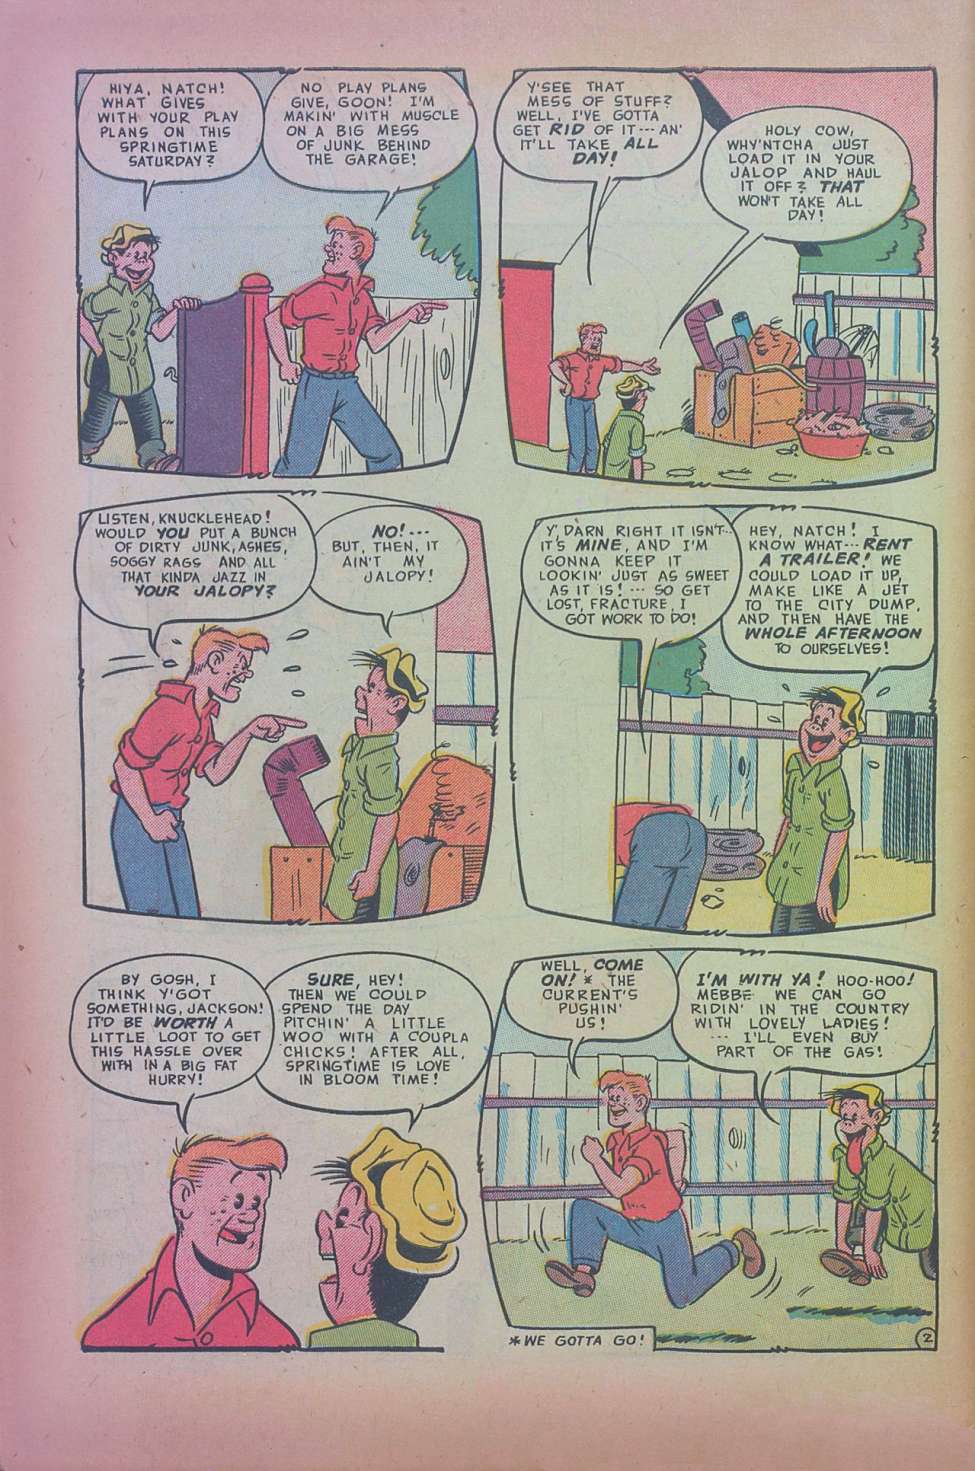 HIYA, NATCH!
WHAT GIVES
WITH YOUR PLAY
PLANS ON THIS
SPRINGTIME
SATURDAY?
NO PLAY PLANS
GIVE, GOON! I'M
MAKIN' WITH MUSCLE
ON A BIG MESS
OF JUNK BEHIND
THE GARAGE!
Y'SEE THAT
MESS OF STUFF?
WELL, I'VE GOTTA
GET RID OF IT--- AN'
IT'LL TAKE ALL
DAY!
HOLY COW,
WHY'NTCHA JUST
LOAD IT IN YOUR
JALOP AND HAUL
IT OFF? THAT
WON'T TAKE ALL
DAY!
LISTEN, KNUCKLEHEAD!
WOULD YOU PUT A BUNCH
OF DIRTY JUNK, ASHES,
SOGGY RAGS AND ALL
THAT KINDA JAZZ IN
YOUR JALOPY?
NO!---
BUT, THEN, IT
AIN'T MY
JALOPY!
Y' DARN RIGHT IT ISN'T--
IT'S MINE, AND I'M
GONNA KEEP IT
LOOKIN' JUST AS SWEET
AS IT IS! --- SO GET
LOST, FRACTURE, I
GOT WORK TO DO!
HEY, NATCH! I
KNOW WHAT--- RENT
A TRAILER! WE
COULD LOAD IT UP,
MAKE LIKE A JET
TO THE CITY DUMP,
AND THEN HAVE THE
WHOLE AFTERNOON
TO OURSELVES!
BY GOSH, I
THINK Y'GOT
SOMETHING, JACKSON!
IT'D BE WORTH A
LITTLE LOOT TO GET
THIS HASSLE OVER
WITH IN A BIG FAT
HURRY!
SURE, HEY!
THEN WE COULD
SPEND THE DAY
PITCHIN' A LITTLE
WOO WITH A COUPLA
CHICKS! AFTER ALL,
SPRINGTIME IS LOVE
IN BLOOM TIME!
WELL, COME
ON! * THE
CURRENT'S
PUSHIN'
US!
I'M WITH YA! HOO-HOO!
MEBBE WE CAN GO
RIDIN' IN THE COUNTRY
WITH LOVELY LADIES!
--- I'LL EVEN BUY
PART OF THE GAS!
*WE GOTTA GO!
2